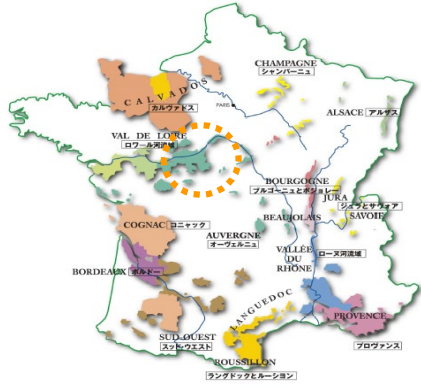 CHAMPAGNE
シャンパーニュ
CALVADOS
カルヴァドス
PARIS
ALSACE アルザス
VAL DE LOIRE
ロワール河流域
BOURGOGNE
ブルゴーニュとボジョレー
JURA
ジュラとサヴォア
SAVOIE
BEAUJOLAIS
COGNAC コニャック
AUVERGNE
オーヴェルニュ
VALLÉE
DU
RHÔNE
ローヌ河流域
BORDEAUX ボルドー
LANGUEDOC
PROVENCE
プロヴァンス
SUD-OUEST
スッド・ウエスト
ROUSSILLON
ラングドックとルーション